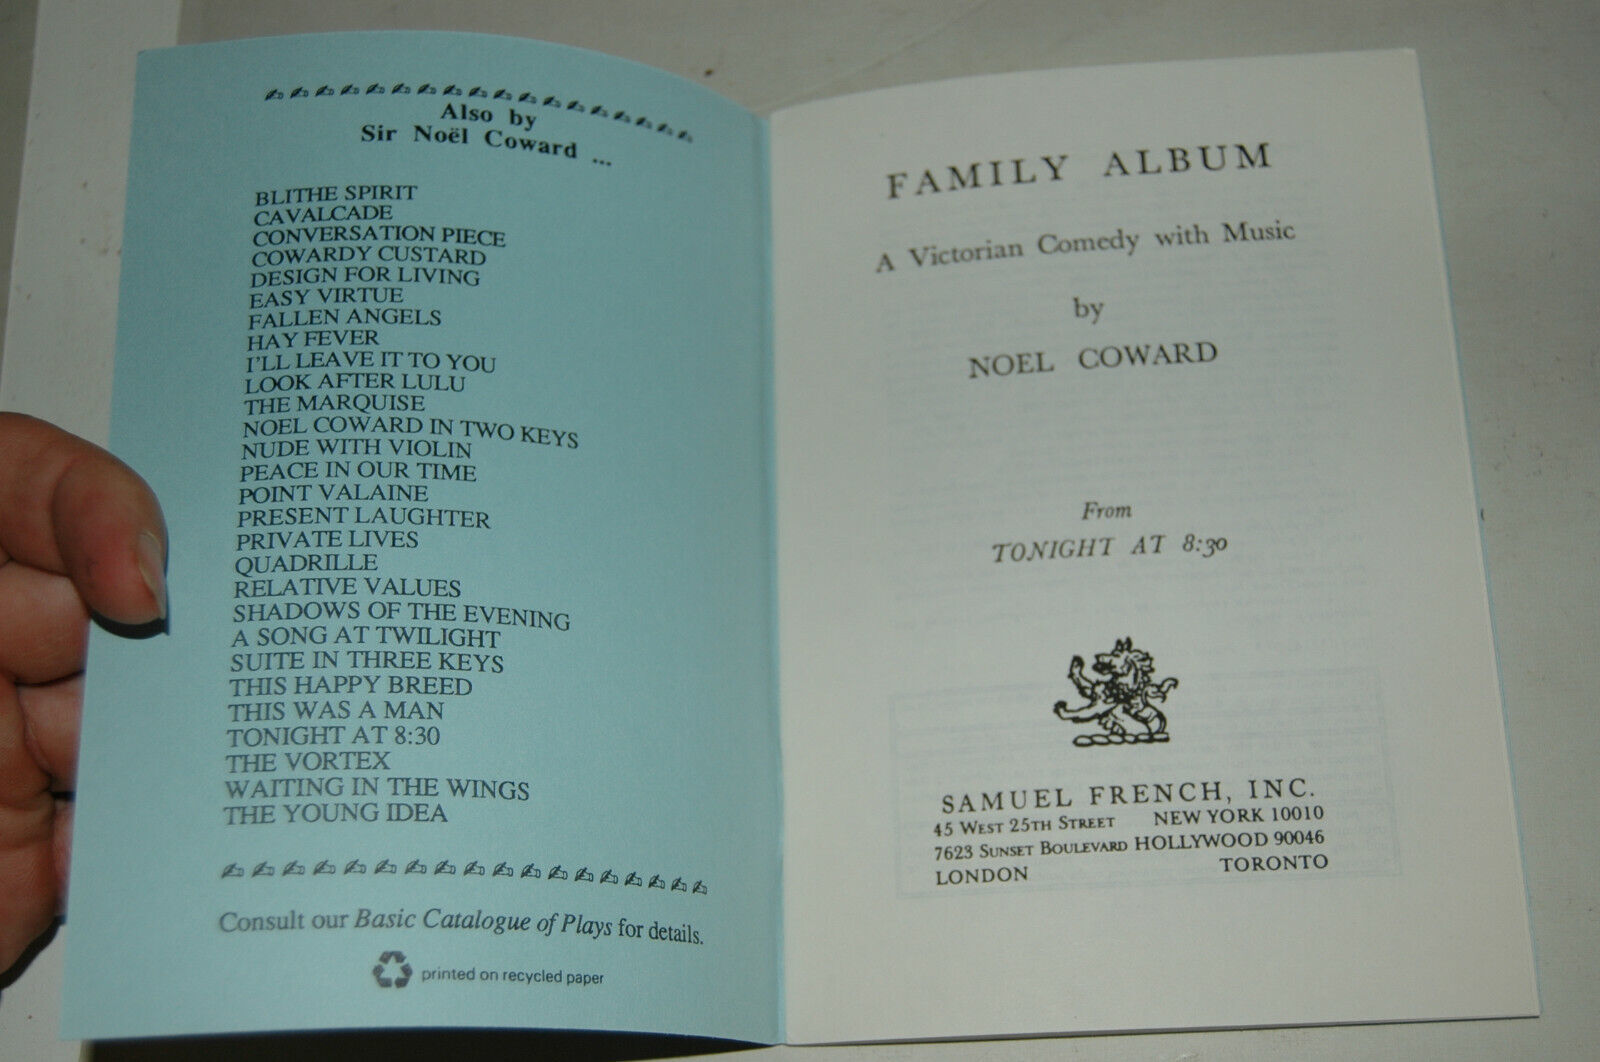 Also by
Sir Noël Coward ...
BLITHE SPIRIT
CAVALCADE
CONVERSATION PIECE
COWARDY CUSTARD
DESIGN FOR LIVING
EASY VIRTUE
FALLEN ANGELS
HAY FEVER
I'LL LEAVE IT TO YOU
LOOK AFTER LULU
THE MARQUISE
NOEL COWARD IN TWO KEYS
NUDE WITH VIOLIN
PEACE IN OUR TIME
POINT VALAINE
PRESENT LAUGHTER
PRIVATE LIVES
QUADRILLE
RELATIVE VALUES
SHADOWS OF THE EVENING
A SONG AT TWILIGHT
SUITE IN THREE KEYS
THIS HAPPY BREED
THIS WAS A MAN
TONIGHT AT 8:30
THE VORTEX
WAITING IN THE WINGS
THE YOUNG IDEA
Consult our Basic Catalogue of Plays for details.
printed on recycled paper
FAMILY ALBUM
A Victorian Comedy with Music
by
NOEL COWARD
From
TONIGHT AT 8:30
SAMUEL FRENCH, INC.
45 WEST 25TH STREET NEW YORK 10010
7623 SUNSET BOULEVARD HOLLYWOOD 90046
LONDON TORONTO